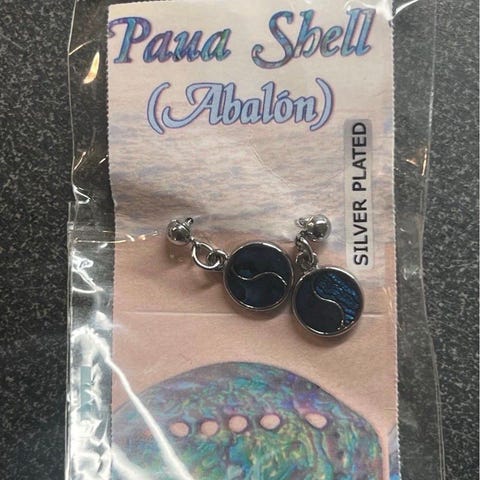 Paua Shell
(Abalón)
SILVER PLATED